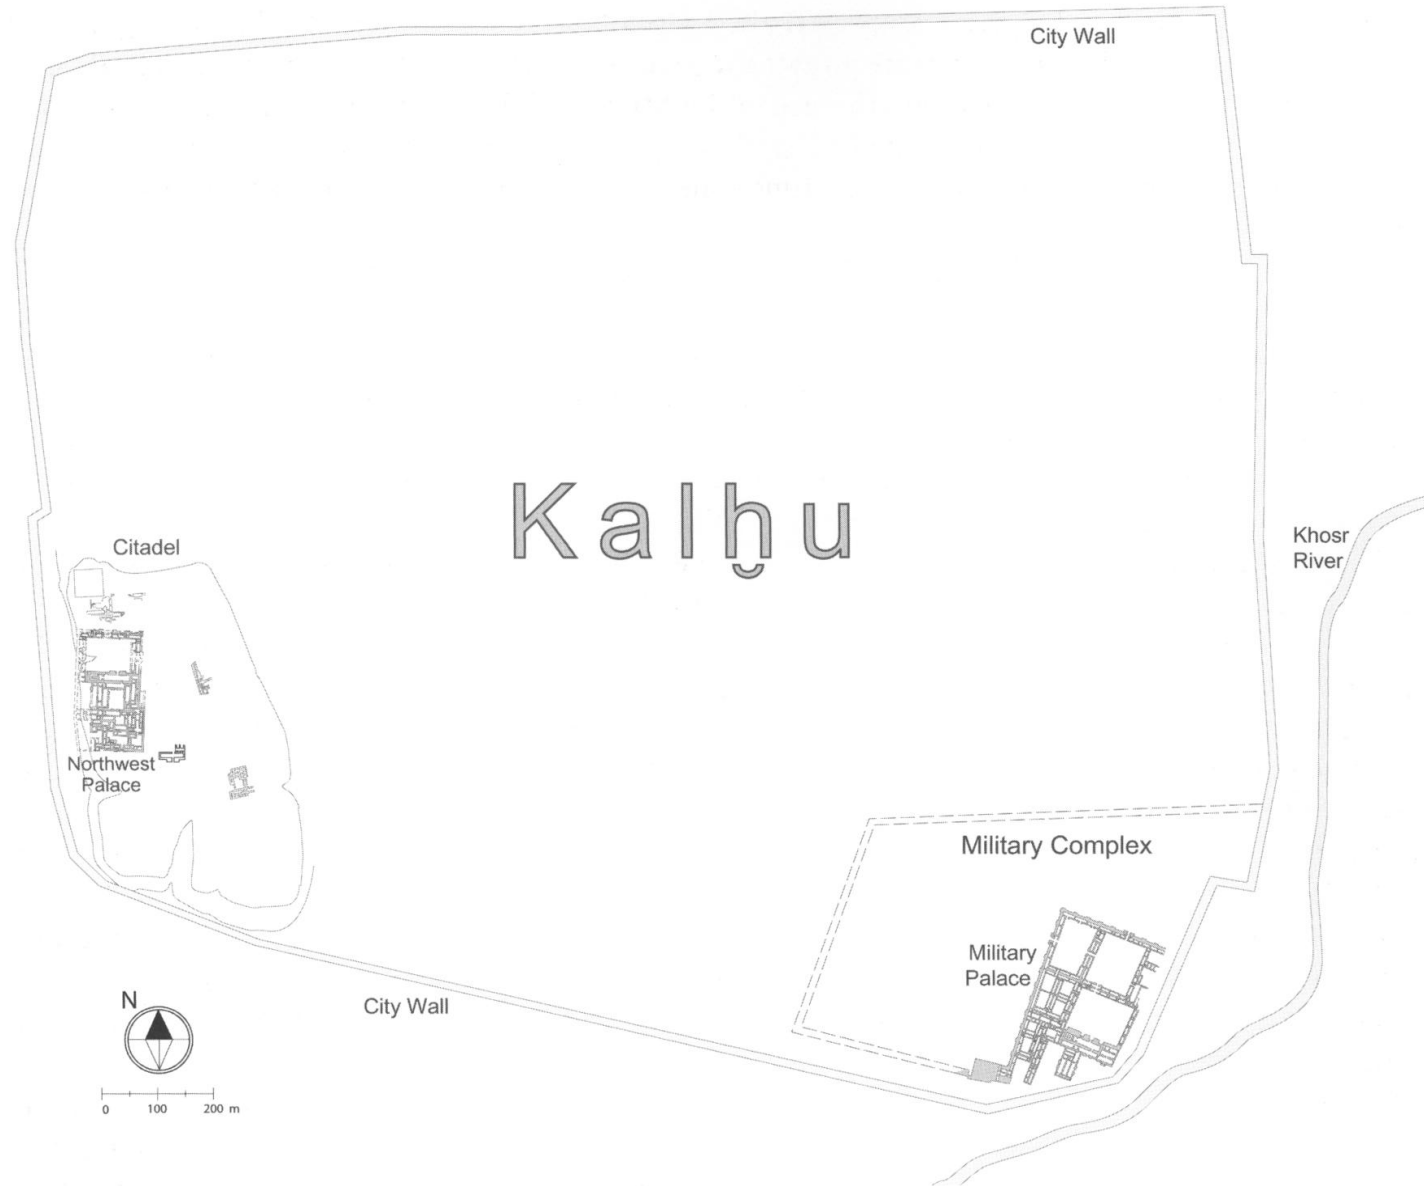 City Wall
Kalḫu
Khosr
River
Citadel
Northwest
Palace
Military Complex
Military
Palace
City Wall
N
0 100 200 m